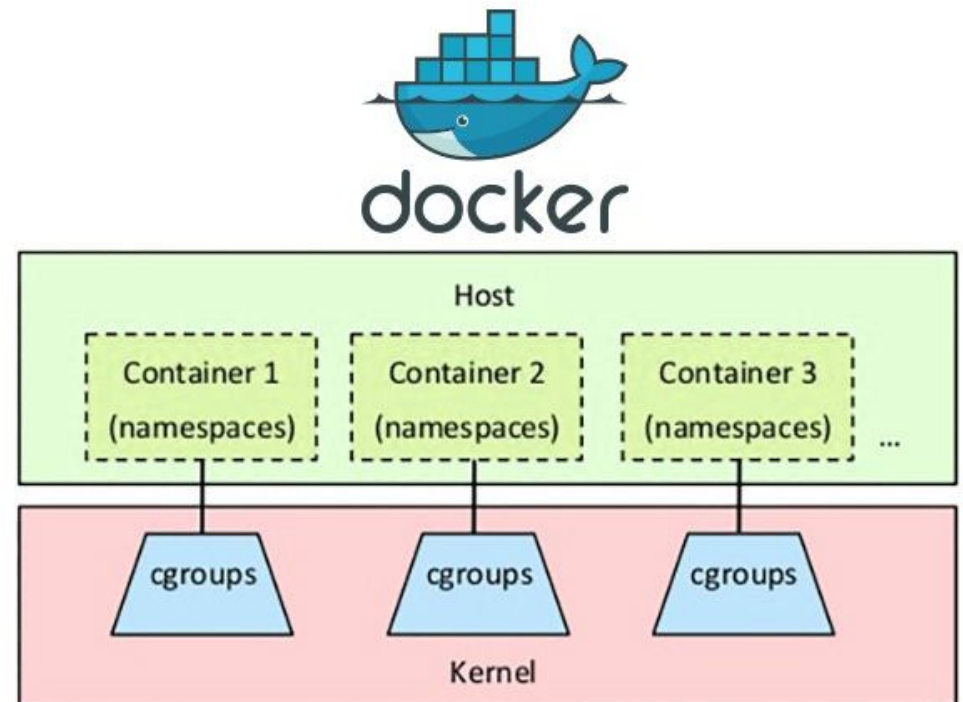 docker
Host
Container 1
(namespaces)
Container 2
(namespaces)
Container 3
(namespaces)
...
cgroups
cgroups
cgroups
Kernel